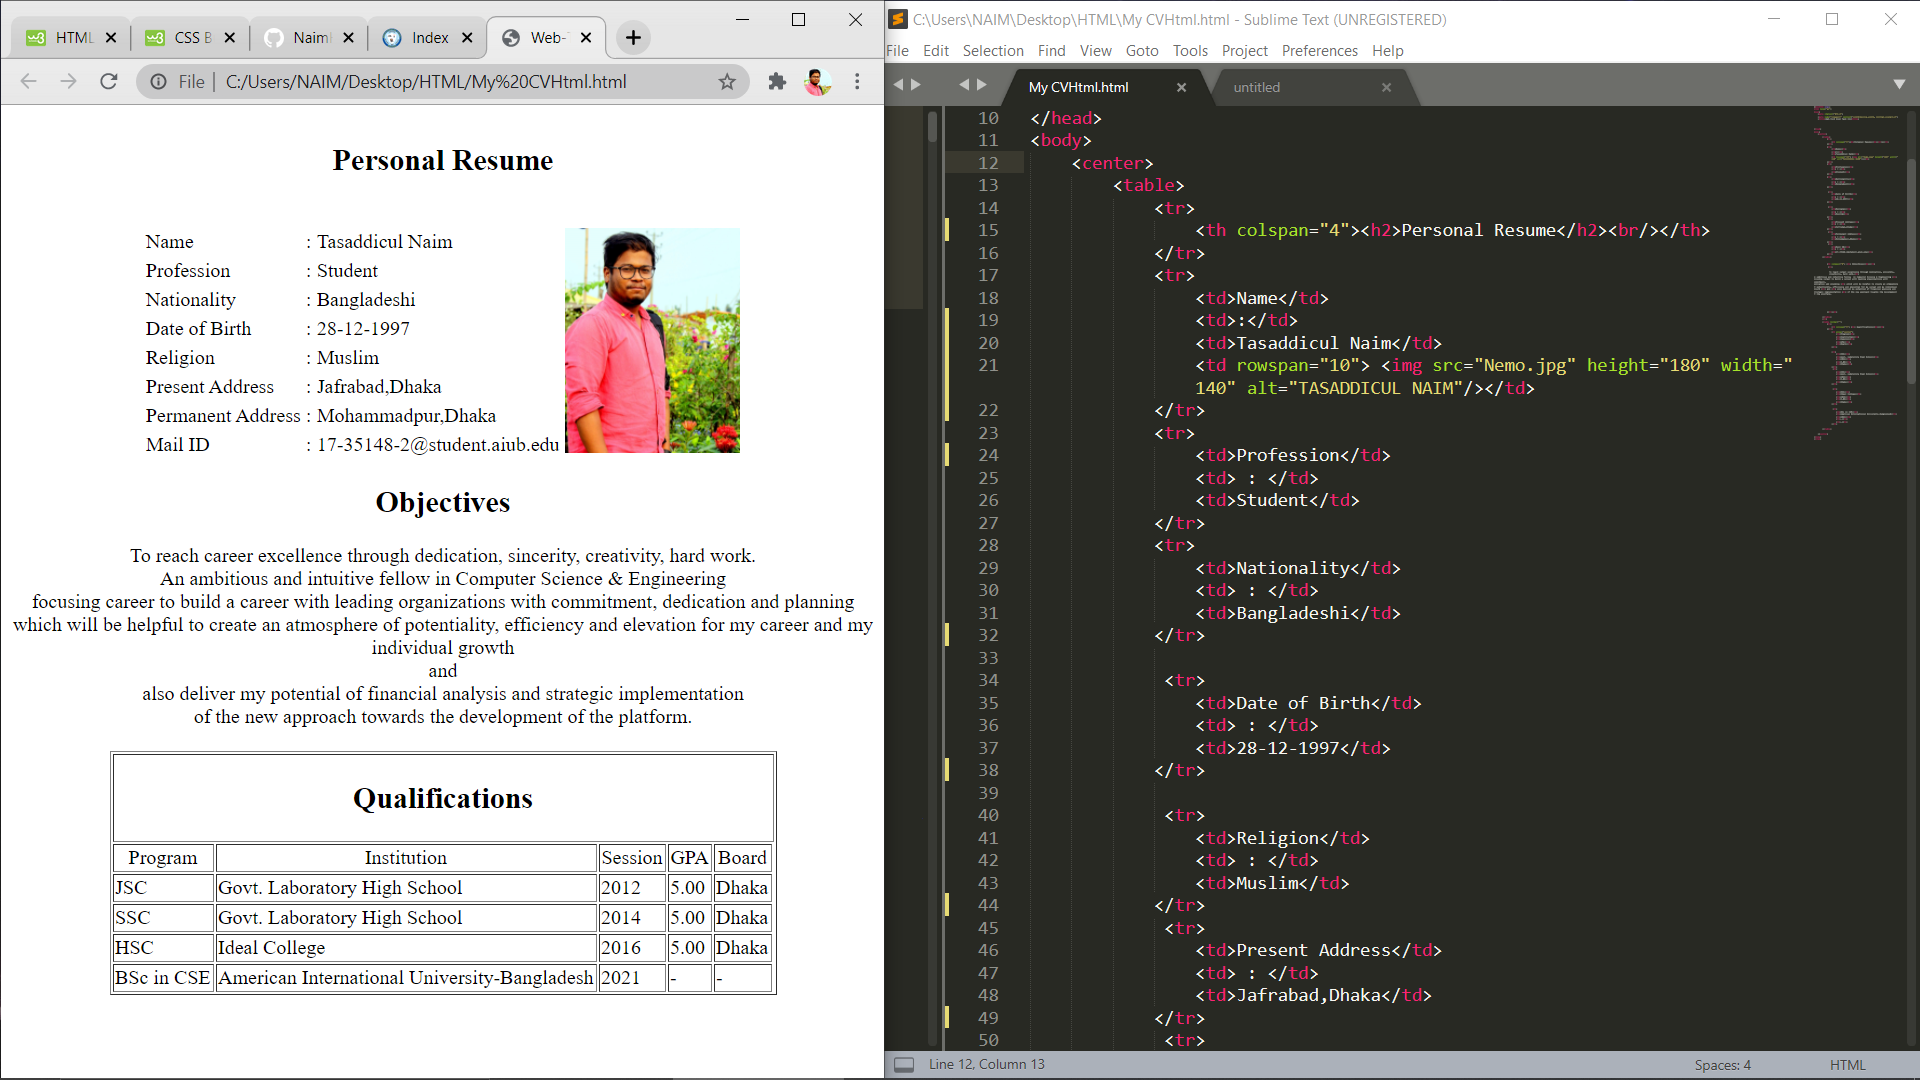 HTML
CSS B
Naim
Index
Web-
File
C:/Users/NAIM/Desktop/HTML/My%20CVHtml.html
Personal Resume
Name : Tasaddicul Naim
Profession : Student
Nationality : Bangladeshi
Date of Birth : 28-12-1997
Religion : Muslim
Present Address : Jafrabad,Dhaka
Permanent Address : Mohammadpur,Dhaka
Mail ID : 17-35148-2@student.aiub.edu
Objectives
To reach career excellence through dedication, sincerity, creativity, hard work.
An ambitious and intuitive fellow in Computer Science & Engineering
focusing career to build a career with leading organizations with commitment, dedication and planning
which will be helpful to create an atmosphere of potentiality, efficiency and elevation for my career and my
individual growth
and
also deliver my potential of financial analysis and strategic implementation
of the new approach towards the development of the platform.
Qualifications
Program Institution Session GPA Board
JSC Govt. Laboratory High School 2012 5.00 Dhaka
SSC Govt. Laboratory High School 2014 5.00 Dhaka
HSC Ideal College 2016 5.00 Dhaka
BSc in CSE American International University-Bangladesh 2021 - -
C:\Users\NAIM\Desktop\HTML\My CVHtml.html - Sublime Text (UNREGISTERED)
File Edit Selection Find View Goto Tools Project Preferences Help
My CVHtml.html
untitled
10 </head>
11 <body>
12 <center>
13 <table>
14 <tr>
15 <th colspan="4"><h2>Personal Resume</h2><br/></th>
16 </tr>
17 <tr>
18 <td>Name</td>
19 <td>:</td>
20 <td>Tasaddicul Naim</td>
21 <td rowspan="10"> <img src="Nemo.jpg" height="180" width="
140" alt="TASADDICUL NAIM"/></td>
22 </tr>
23 <tr>
24 <td>Profession</td>
25 <td> : </td>
26 <td>Student</td>
27 </tr>
28 <tr>
29 <td>Nationality</td>
30 <td> : </td>
31 <td>Bangladeshi</td>
32 </tr>
33
34 <tr>
35 <td>Date of Birth</td>
36 <td> : </td>
37 <td>28-12-1997</td>
38 </tr>
39
40 <tr>
41 <td>Religion</td>
42 <td> : </td>
43 <td>Muslim</td>
44 </tr>
45 <tr>
46 <td>Present Address</td>
47 <td> : </td>
48 <td>Jafrabad,Dhaka</td>
49 </tr>
50 <tr>
Line 12, Column 13
Spaces: 4
HTML